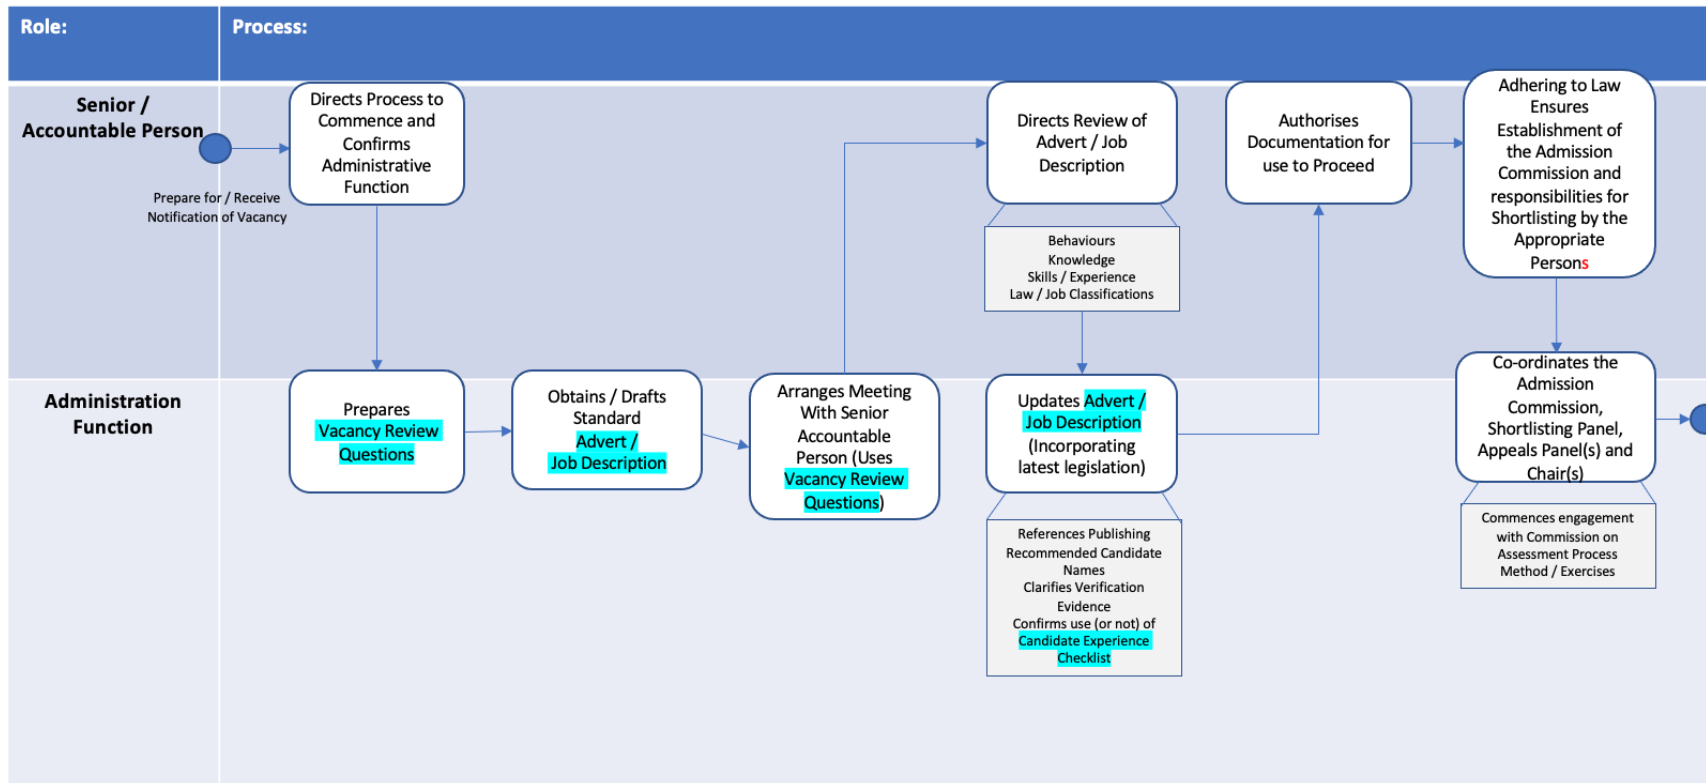 Role:
Process:
Senior /
Accountable Person
Prepare for / Receive
Notification of Vacancy
Directs Process to
Commence and
Confirms
Administrative
Function
Directs Review of
Advert / Job
Description
Behaviours
Knowledge
Skills / Experience
Law / Job Classifications
Authorises
Documentation for
use to Proceed
Adhering to Law
Ensures
Establishment of
the Admission
Commission and
responsibilities for
Shortlisting by the
Appropriate
Persons
Administration
Function
Prepares
Vacancy Review
Questions
Obtains / Drafts
Standard
Advert /
Job Description
Arranges Meeting
With Senior
Accountable
Person (Uses
Vacancy Review
Questions)
Updates Advert /
Job Description
(Incorporating
latest legislation)
References Publishing
Recommended Candidate
Names
Clarifies Verification
Evidence
Confirms use (or not) of
Candidate Experience
Checklist
Co-ordinates the
Admission
Commission,
Shortlisting Panel,
Appeals Panel(s) and
Chair(s)
Commences engagement
with Commission on
Assessment Process
Method / Exercises